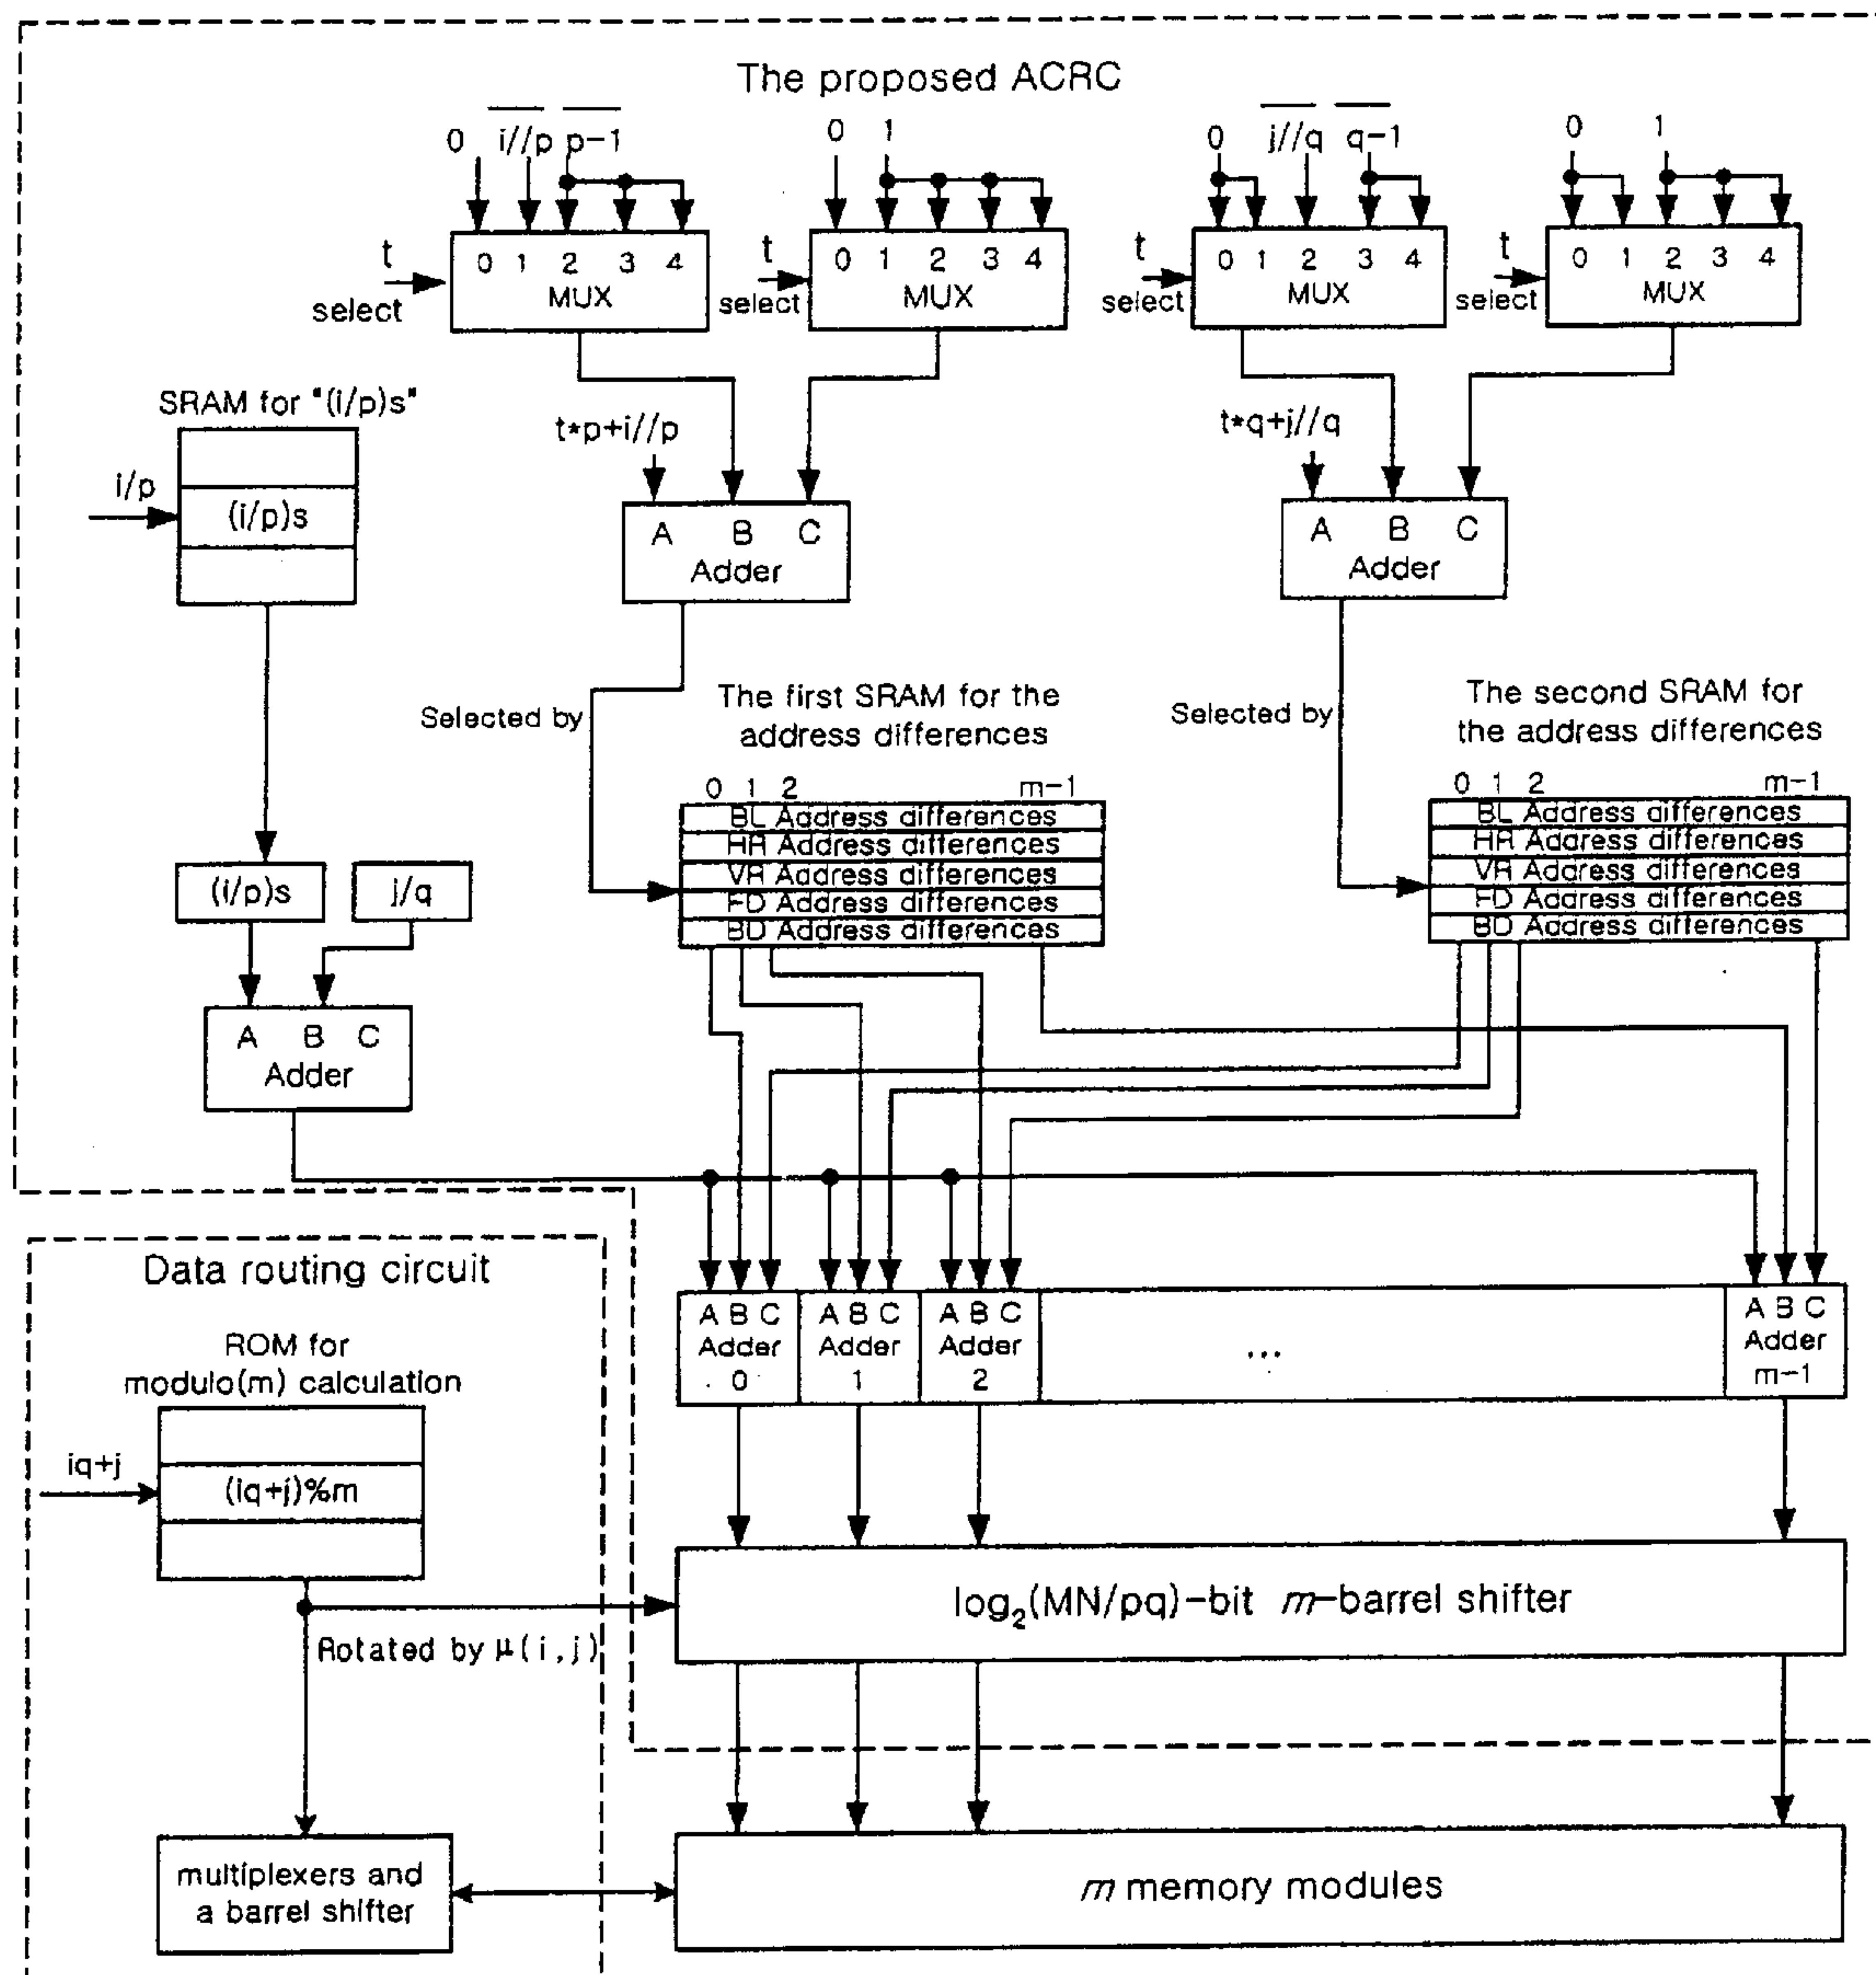 The proposed ACRC
0 i//p p-1
0 1
0 j//q q-1
0 1
t
select
0 1 2 3 4
MUX
t
select
0 1 2 3 4
MUX
t
select
0 1 2 3 4
MUX
t
select
0 1 2 3 4
MUX
SRAM for "(i/p)s"
i/p
(i/p)s
t*p+i//p
A B C
Adder
t*q+j//q
A B C
Adder
Selected by
The first SRAM for the
address differences
0 1 2 m-1
BL Address differences
HR Address differences
VR Address differences
FD Address differences
BD Address differences
Selected by
The second SRAM for
the address differences
0 1 2 m-1
BL Address differences
HR Address differences
VR Address differences
FD Address differences
BD Address differences
(i/p)s
j/q
A B C
Adder
A B C
Adder
0
A B C
Adder
1
A B C
Adder
2
...
A B C
Adder
m-1
Data routing circuit
ROM for
modulo(m) calculation
iq+j
(iq+j)%m
Rotated by μ(i,j)
log₂(MN/pq)-bit m-barrel shifter
multiplexers and
a barrel shifter
m memory modules